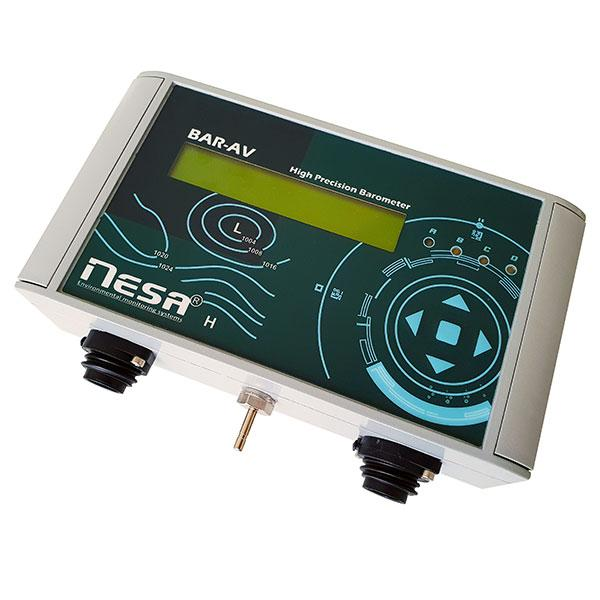 BAR-AV
High Precision Barometer
L
1004
1008
1016
1020
1024
nesa®
Environmental monitoring systems
H
A B C D